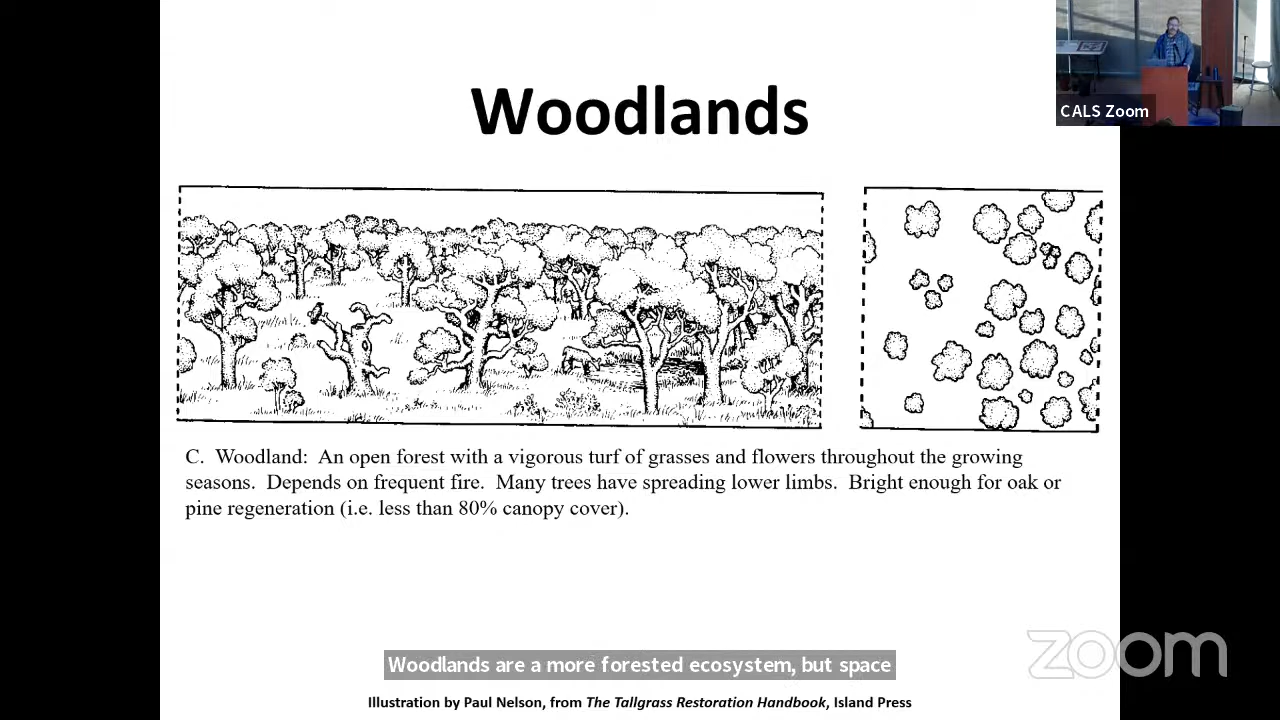 Woodlands
CALS Zoom
C. Woodland: An open forest with a vigorous turf of grasses and flowers throughout the growing
seasons. Depends on frequent fire. Many trees have spreading lower limbs. Bright enough for oak or
pine regeneration (i.e. less than 80% canopy cover).
Woodlands are a more forested ecosystem, but space
zoom
Illustration by Paul Nelson, from The Tallgrass Restoration Handbook, Island Press